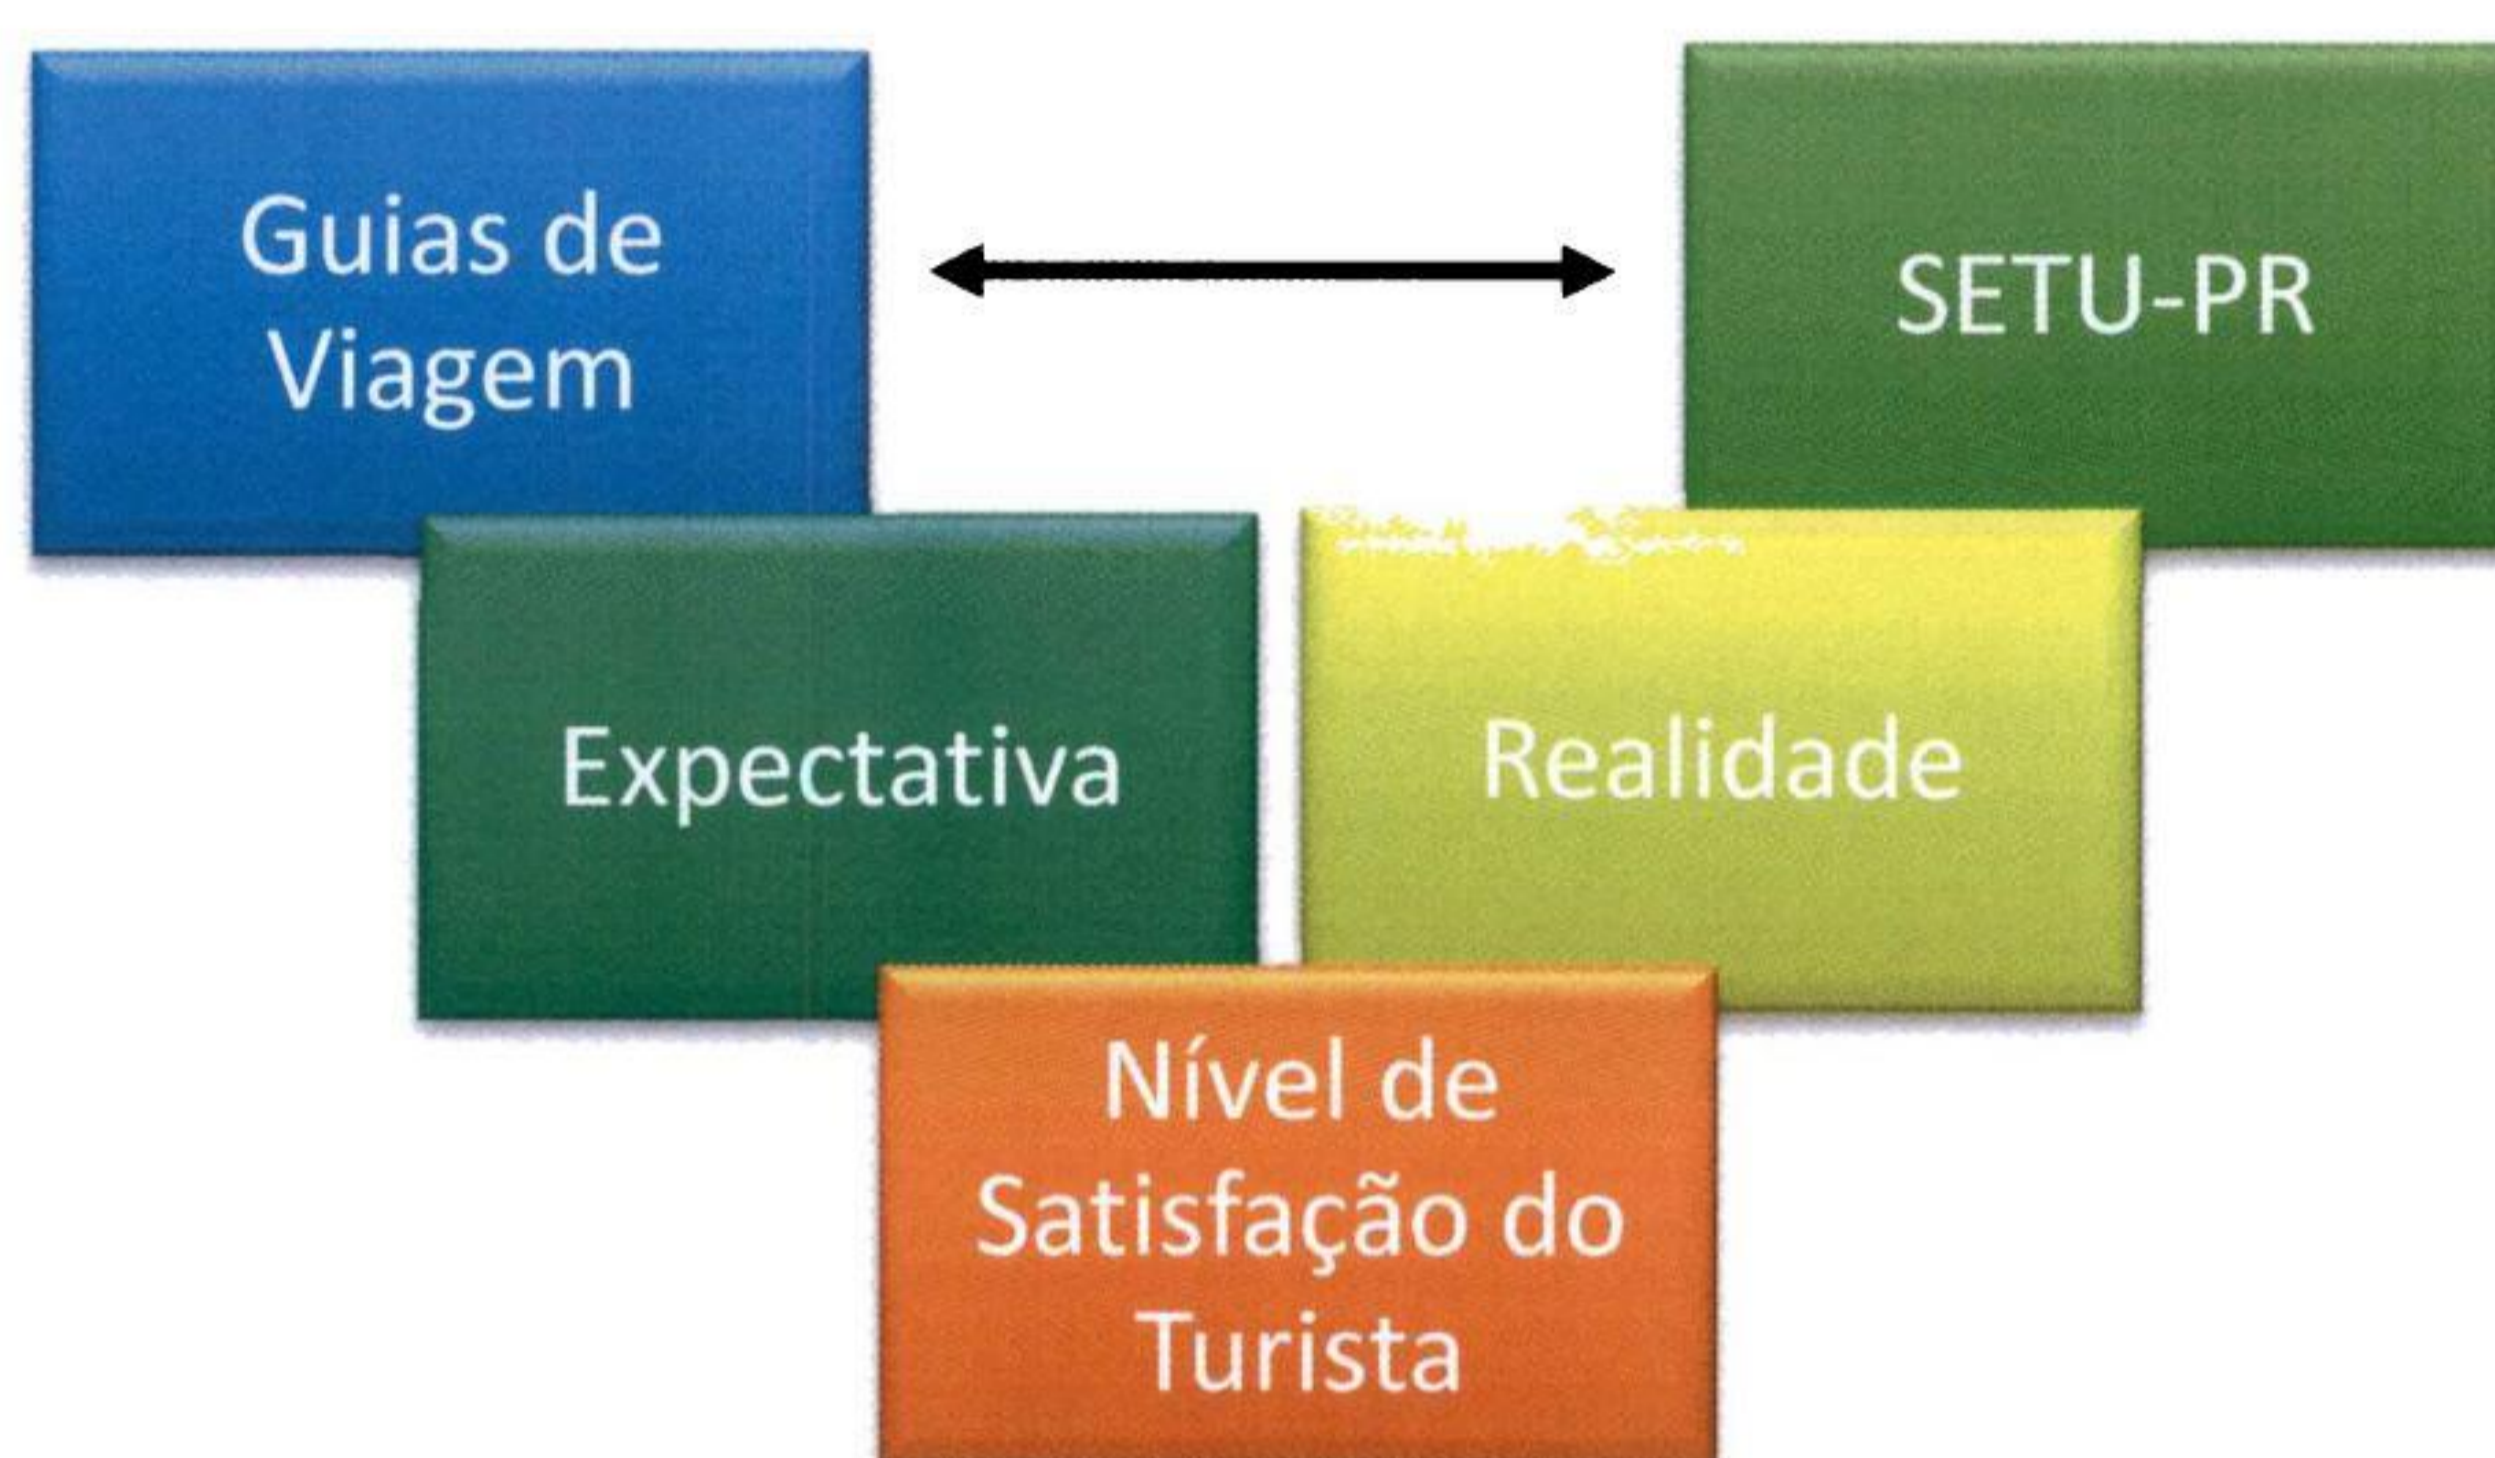 Guias de
Viagem
SETU-PR
Expectativa
Realidade
Nível de
Satisfação do
Turista